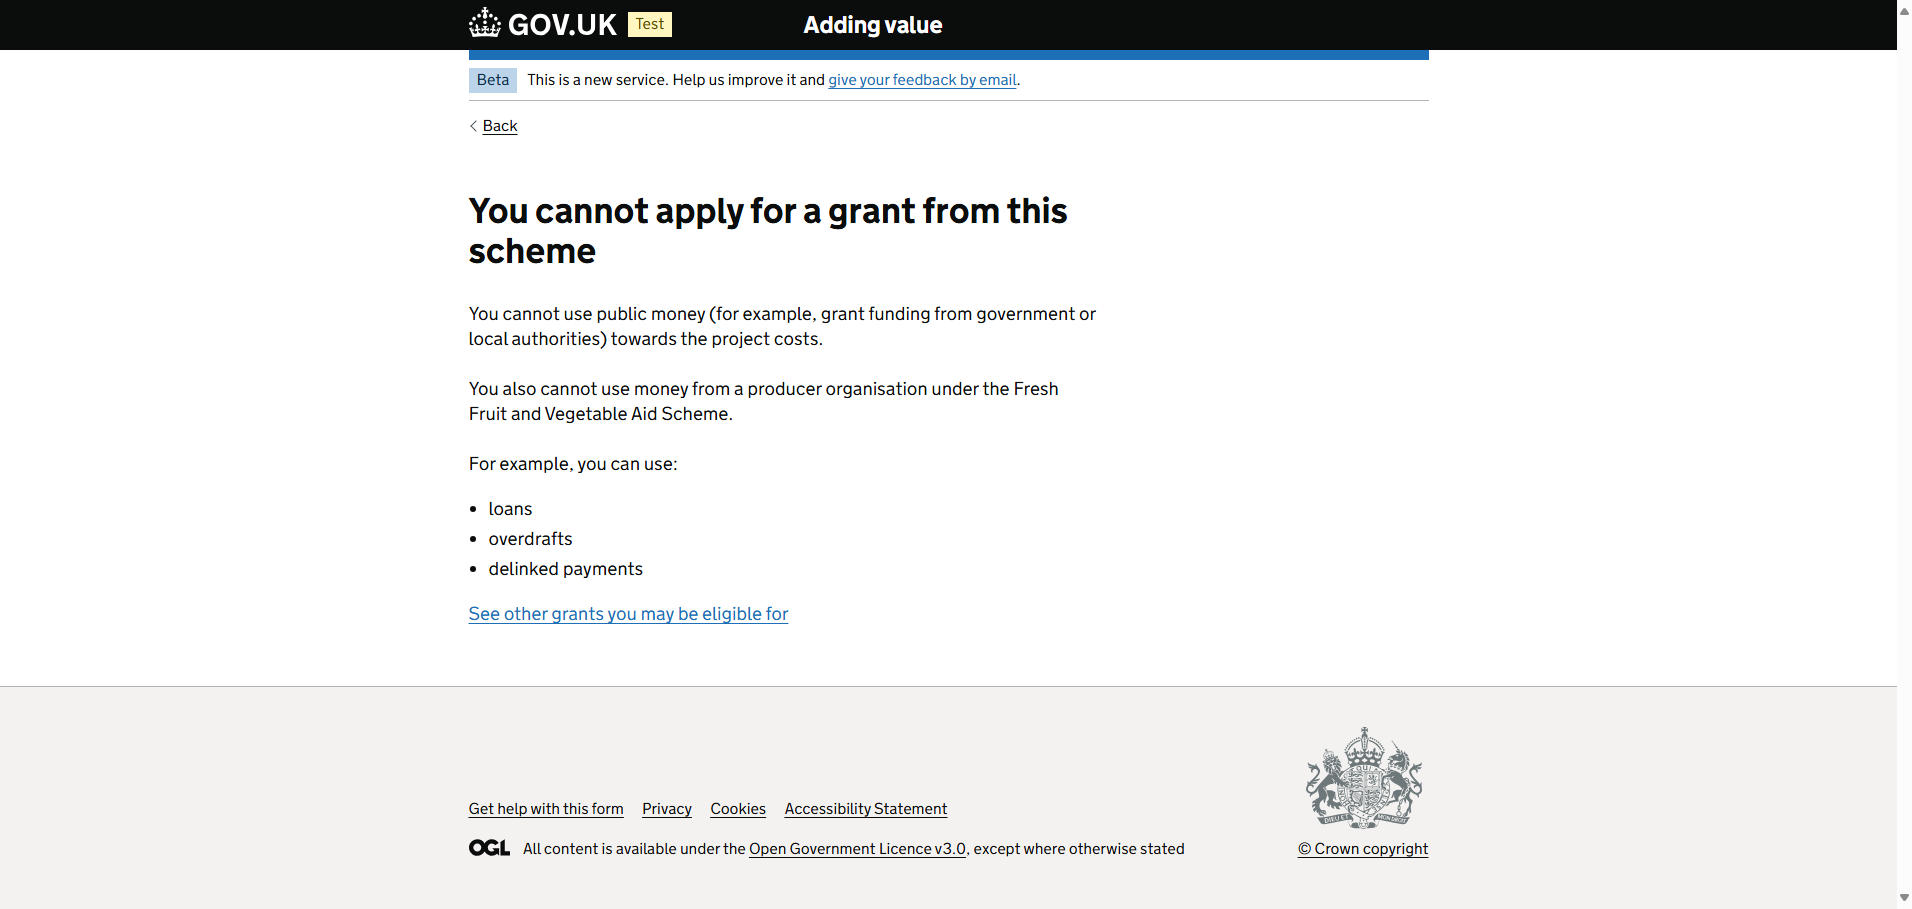 GOV.UK Test Adding value
Beta This is a new service. Help us improve it and give your feedback by email.
Back
You cannot apply for a grant from this
scheme
You cannot use public money (for example, grant funding from government or
local authorities) towards the project costs.
You also cannot use money from a producer organisation under the Fresh
Fruit and Vegetable Aid Scheme.
For example, you can use:
• loans
• overdrafts
• delinked payments
See other grants you may be eligible for
Get help with this form Privacy Cookies Accessibility Statement
OGL All content is available under the Open Government Licence v3.0, except where otherwise stated
© Crown copyright